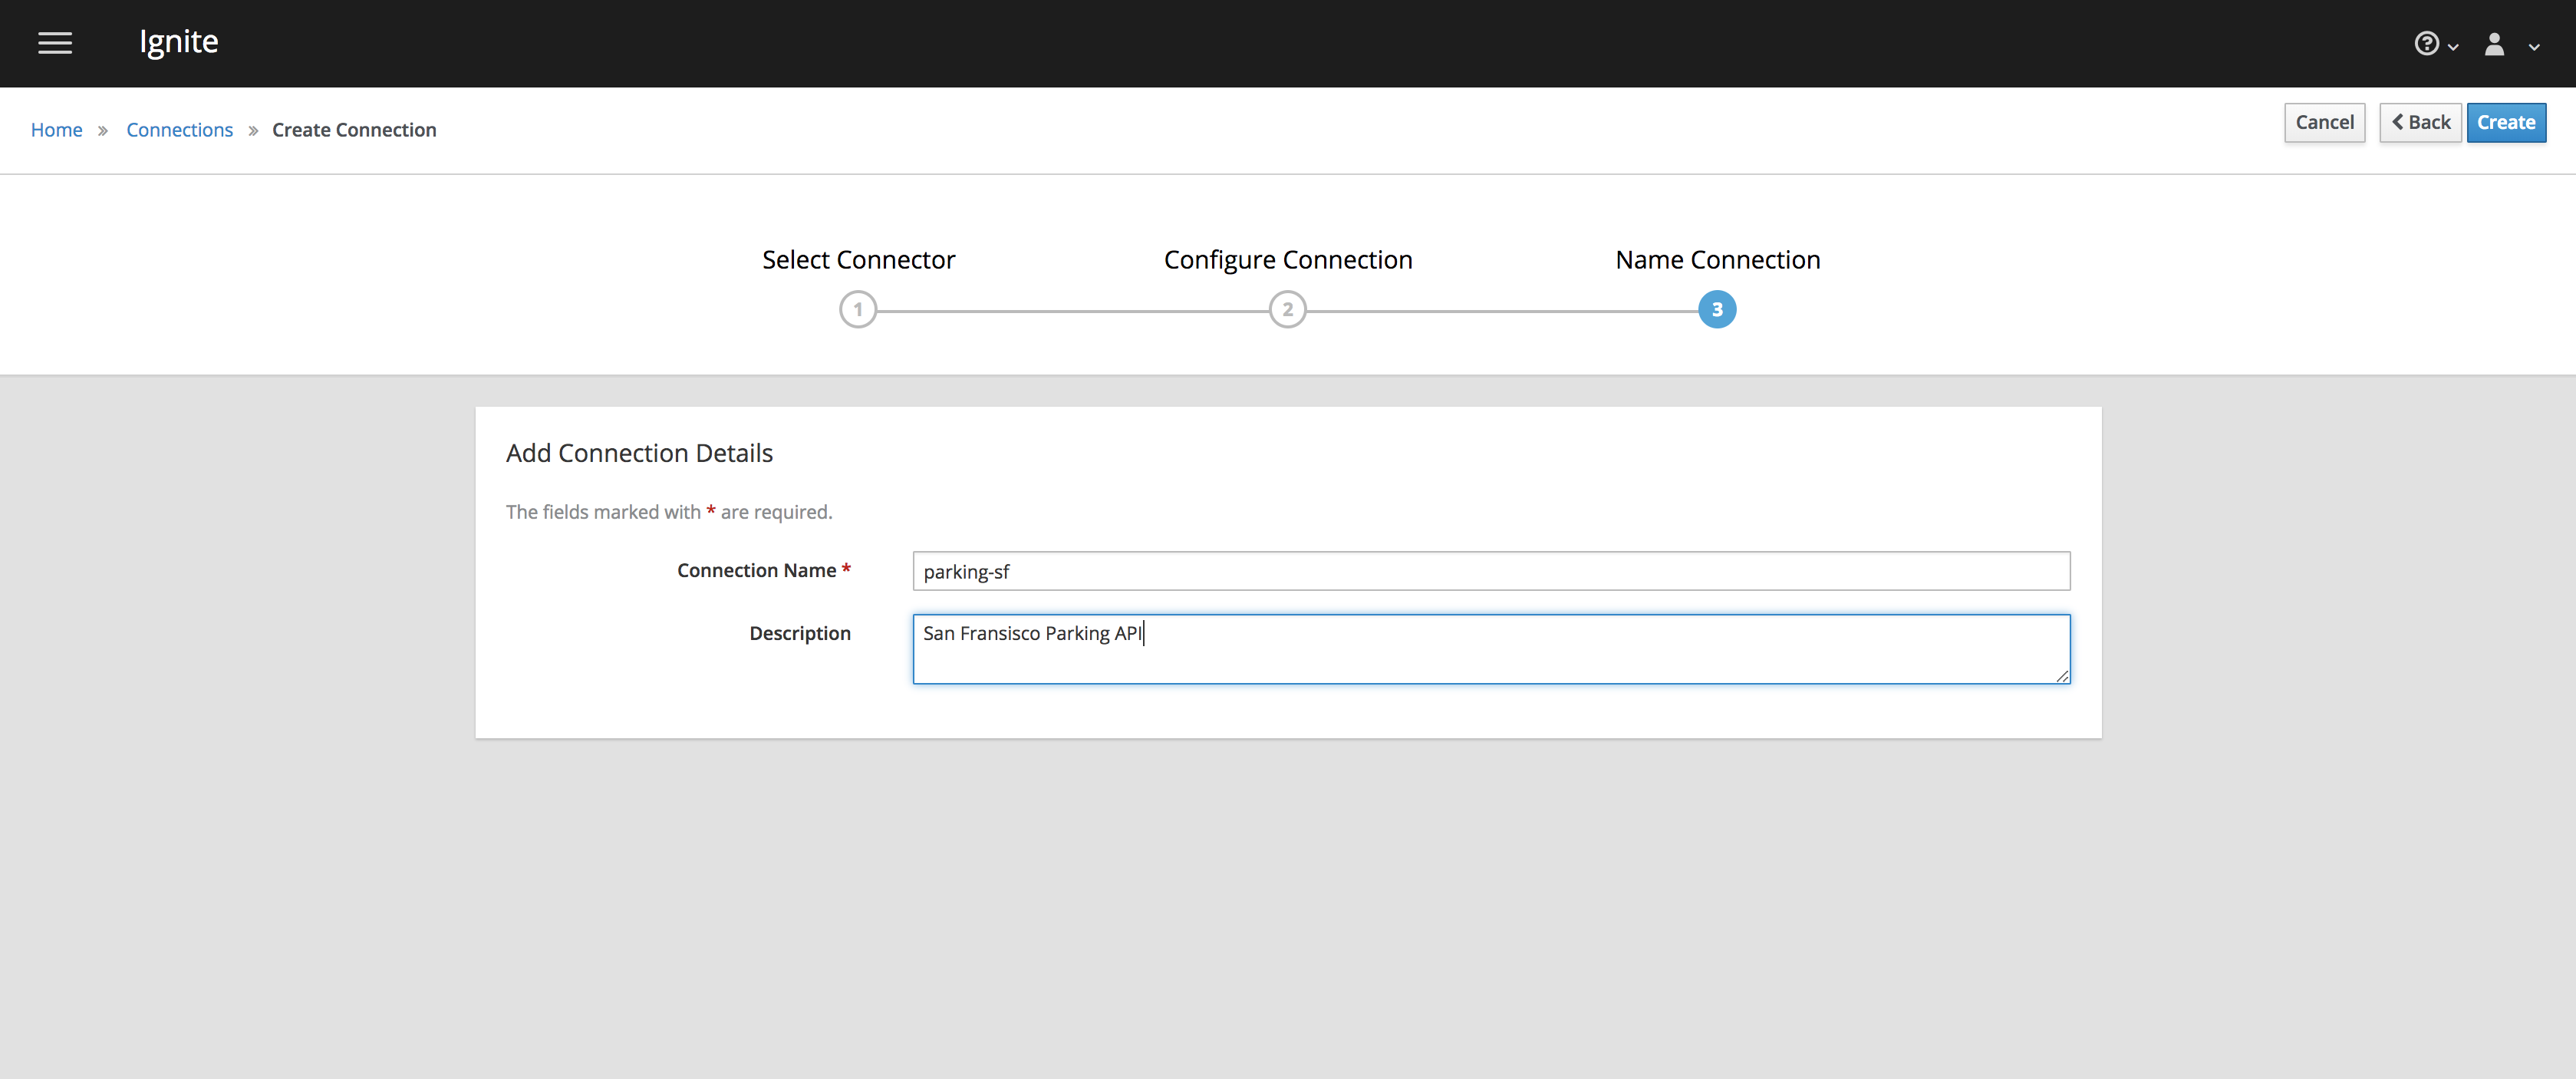 Ignite
Home » Connections » Create Connection
Cancel
Back
Create
Select Connector
Configure Connection
Name Connection
1
2
3
Add Connection Details
The fields marked with * are required.
Connection Name *
parking-sf
Description
San Fransisco Parking API